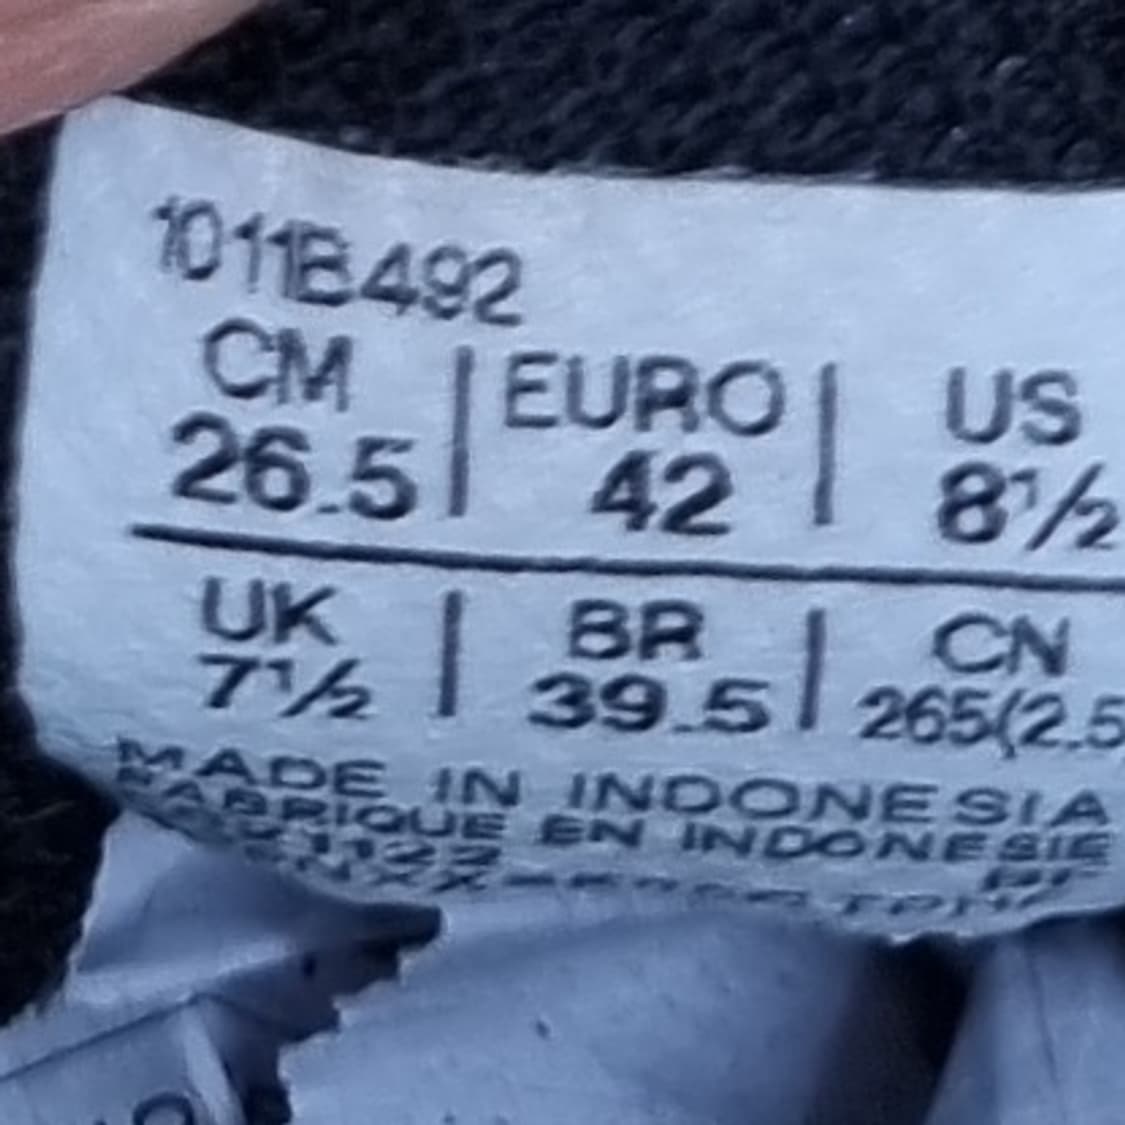 1011B492
CM | EURO | US
26.5 | 42 | 8½
UK | BR | CN
7½ | 39.5 | 265(2.5
MADE IN INDONESIA
FABRIQUE EN INDONESIE